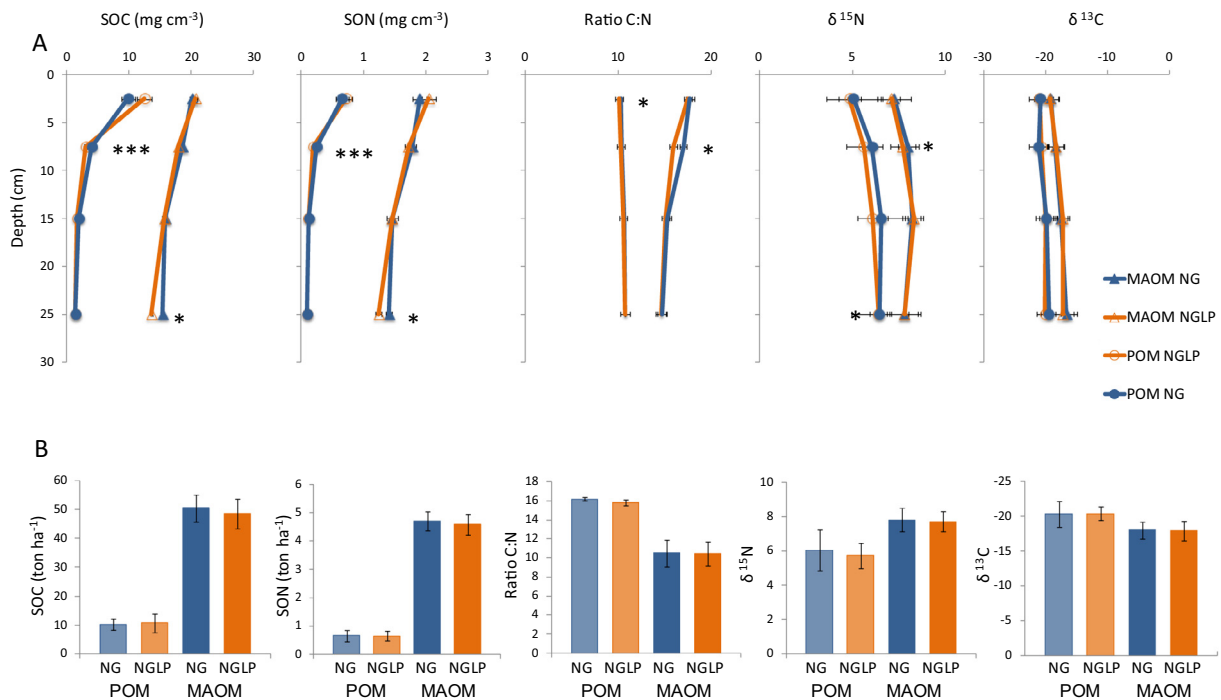 A
SOC (mg cm⁻³)
0 10 20 30
SON (mg cm⁻³)
0 1 2 3
Ratio C:N
0 10 20
δ ¹⁵N
0 5 10
δ ¹³C
-30 -20 -10 0
Depth (cm)
0
5
10
15
20
25
30
***
*
***
*
*
*
*
*
MAOM NG
MAOM NGLP
POM NGLP
POM NG
B
SOC (ton ha⁻¹)
60
50
40
30
20
10
0
NG NGLP NG NGLP
POM MAOM
SON (ton ha⁻¹)
6
5
4
3
2
1
0
NG NGLP NG NGLP
POM MAOM
Ratio C:N
18
16
14
12
10
8
6
4
2
0
NG NGLP NG NGLP
POM MAOM
δ ¹⁵N
10
8
6
4
2
0
NG NGLP NG NGLP
POM MAOM
δ ¹³C
-25
-20
-15
-10
-5
0
NG NGLP NG NGLP
POM MAOM